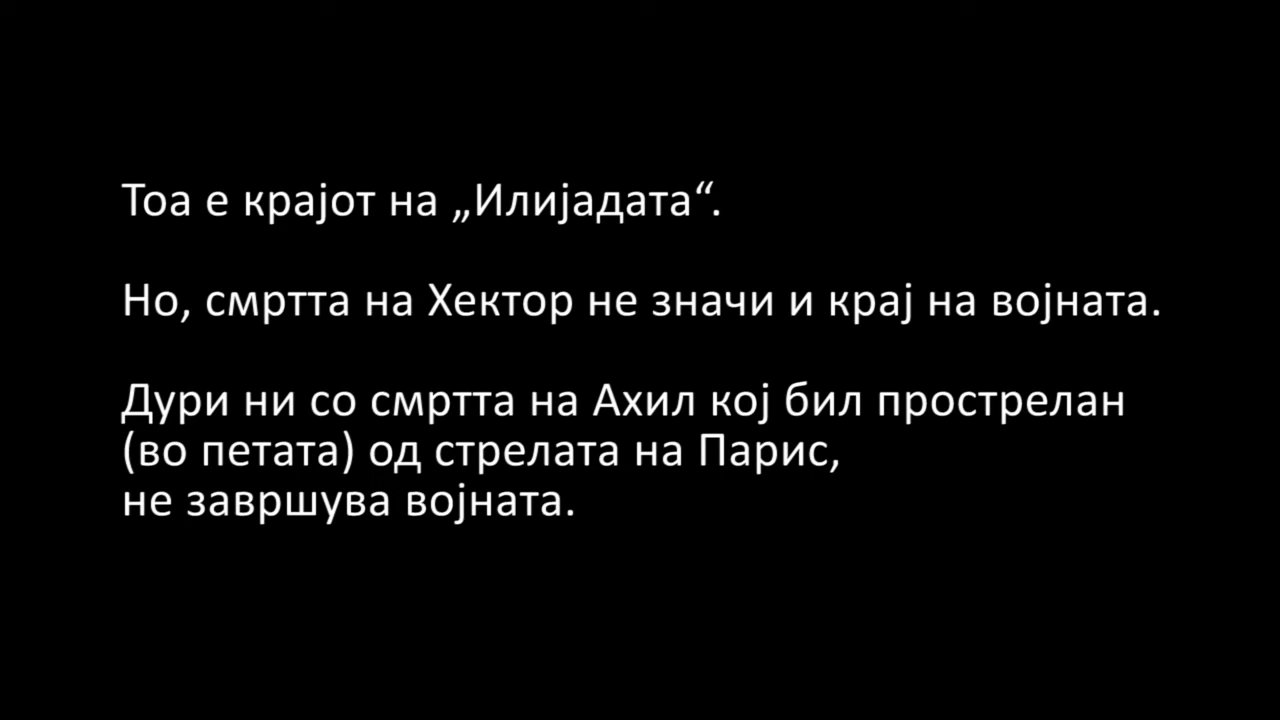 Тоа е крајот на „Илијадата“.
Но, смртта на Хектор не значи и крај на војната.
Дури ни со смртта на Ахил кој бил прострелан
(во петата) од стрелата на Парис,
не завршува војната.